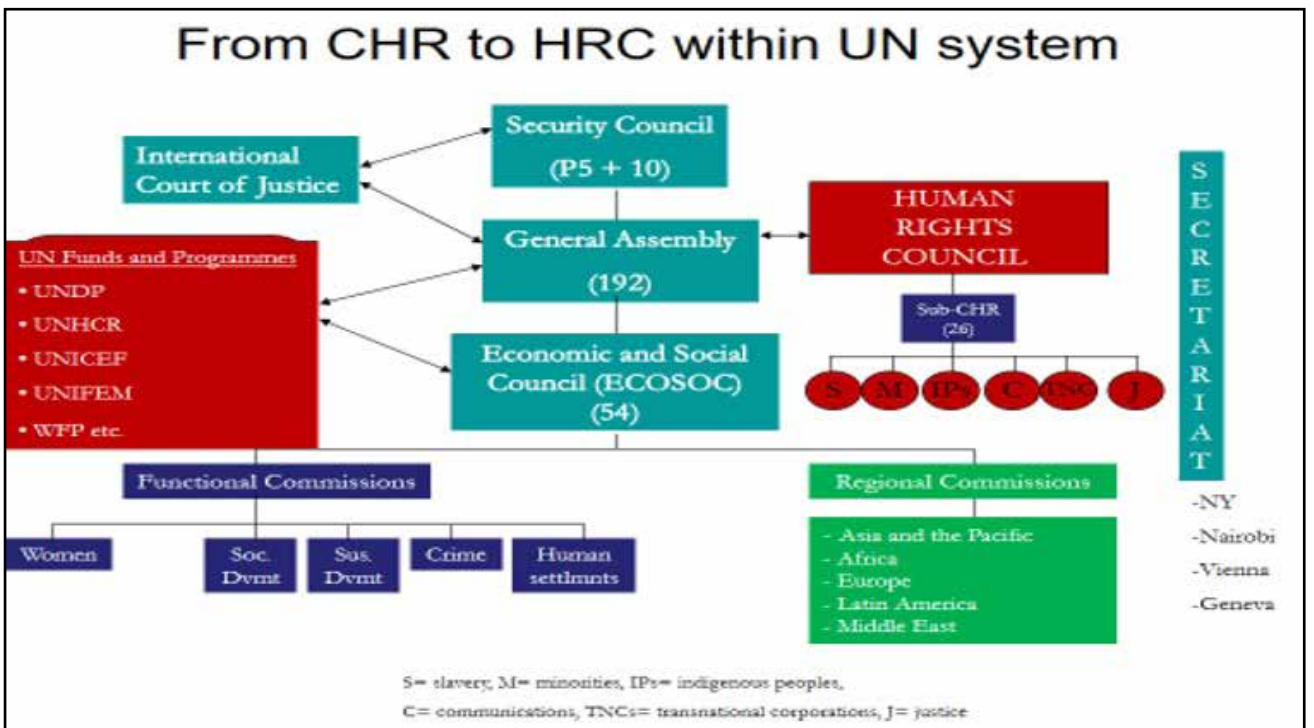 From CHR to HRC within UN system
International
Court of Justice
Security Council
(P5 + 10)
General Assembly
(192)
Economic and Social
Council (ECOSOC)
(54)
HUMAN
RIGHTS
COUNCIL
Sub-CHR
(26)
S
M
IPs
C
TNC
J
SECRETARIAT
-NY
-Nairobi
-Vienna
-Geneva
UN Funds and Programmes
• UNDP
• UNHCR
• UNICEF
• UNIFEM
• WFP etc.
Functional Commissions
Women
Soc.
Dvmt
Sus.
Dvmt
Crime
Human
settlmnts
Regional Commissions
- Asia and the Pacific
- Africa
- Europe
- Latin America
- Middle East
S= slavery, M= minorities, IPs= indigenous peoples,
C= communications, TNCs= transnational corporations, J= justice